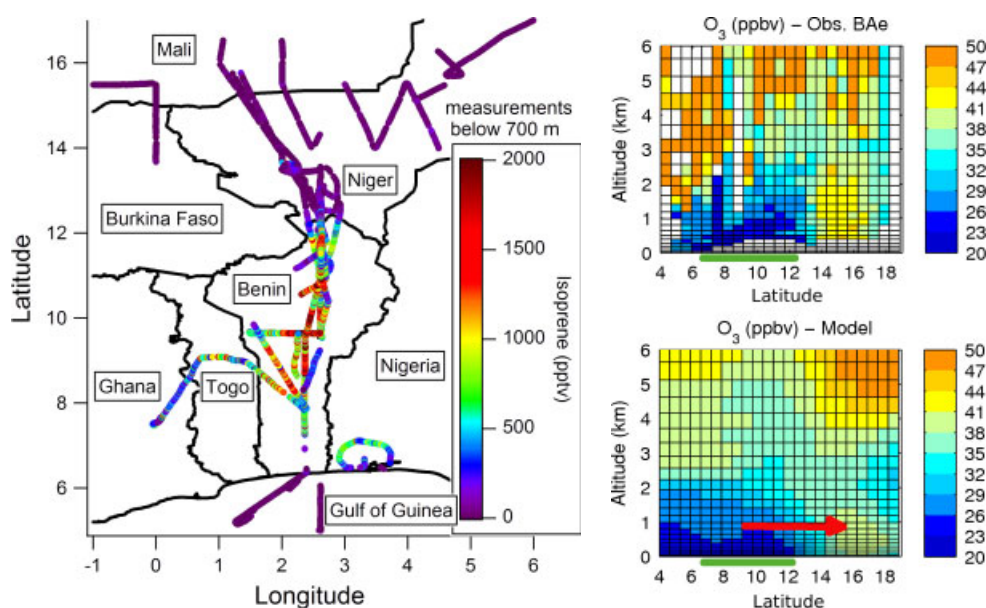 Latitude
16
14
12
10
8
6
Mali
Niger
Burkina Faso
Benin
Nigeria
Ghana
Togo
Gulf of Guinea
-1
0
1
2
3
4
5
6
Longitude
measurements
below 700 m
2000
1500
1000
500
0
Isoprene (pptv)
O3 (ppbv) – Obs. BAe
Altitude (km)
6
5
4
3
2
1
0
4 6 8 10 12 14 16 18
Latitude
50
47
44
41
38
35
32
29
26
23
20
O3 (ppbv) – Model
Altitude (km)
6
5
4
3
2
1
0
4 6 8 10 12 14 16 18
Latitude
50
47
44
41
38
35
32
29
26
23
20